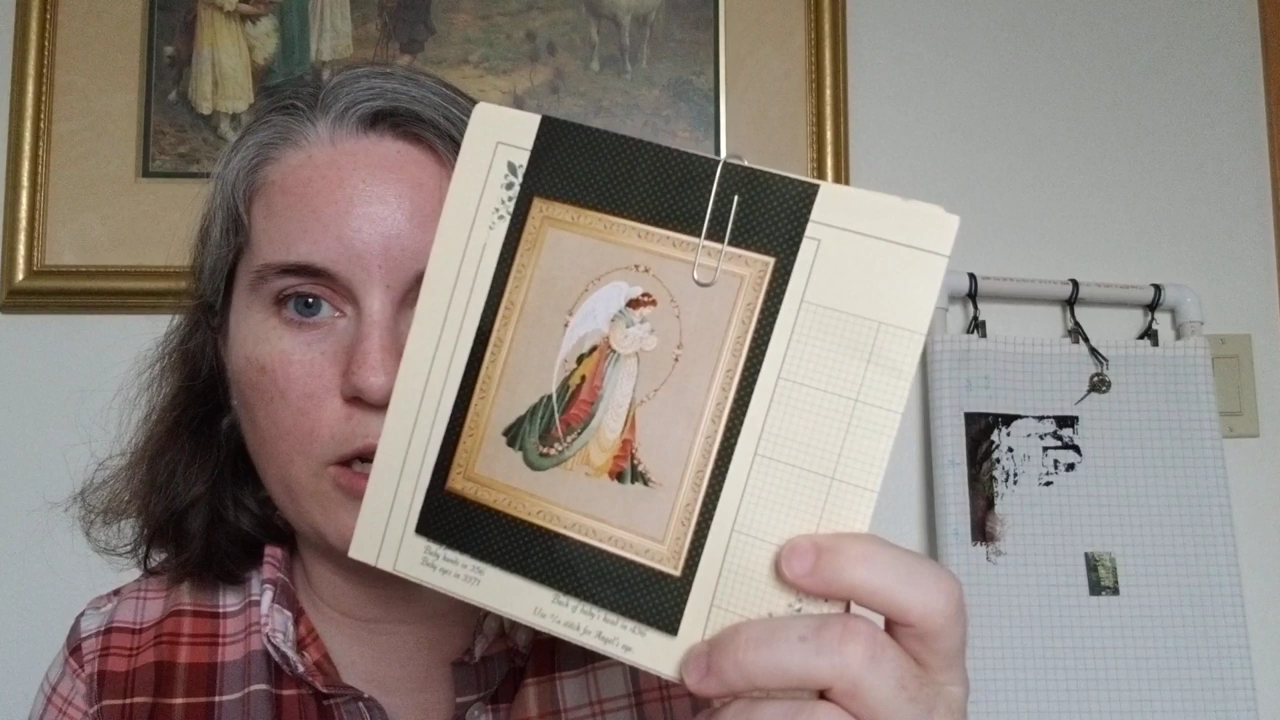 Baby hands in 356
Baby eyes in 3371
Back of baby's head in 436
Use 1/4 stitch for Angel's eye.